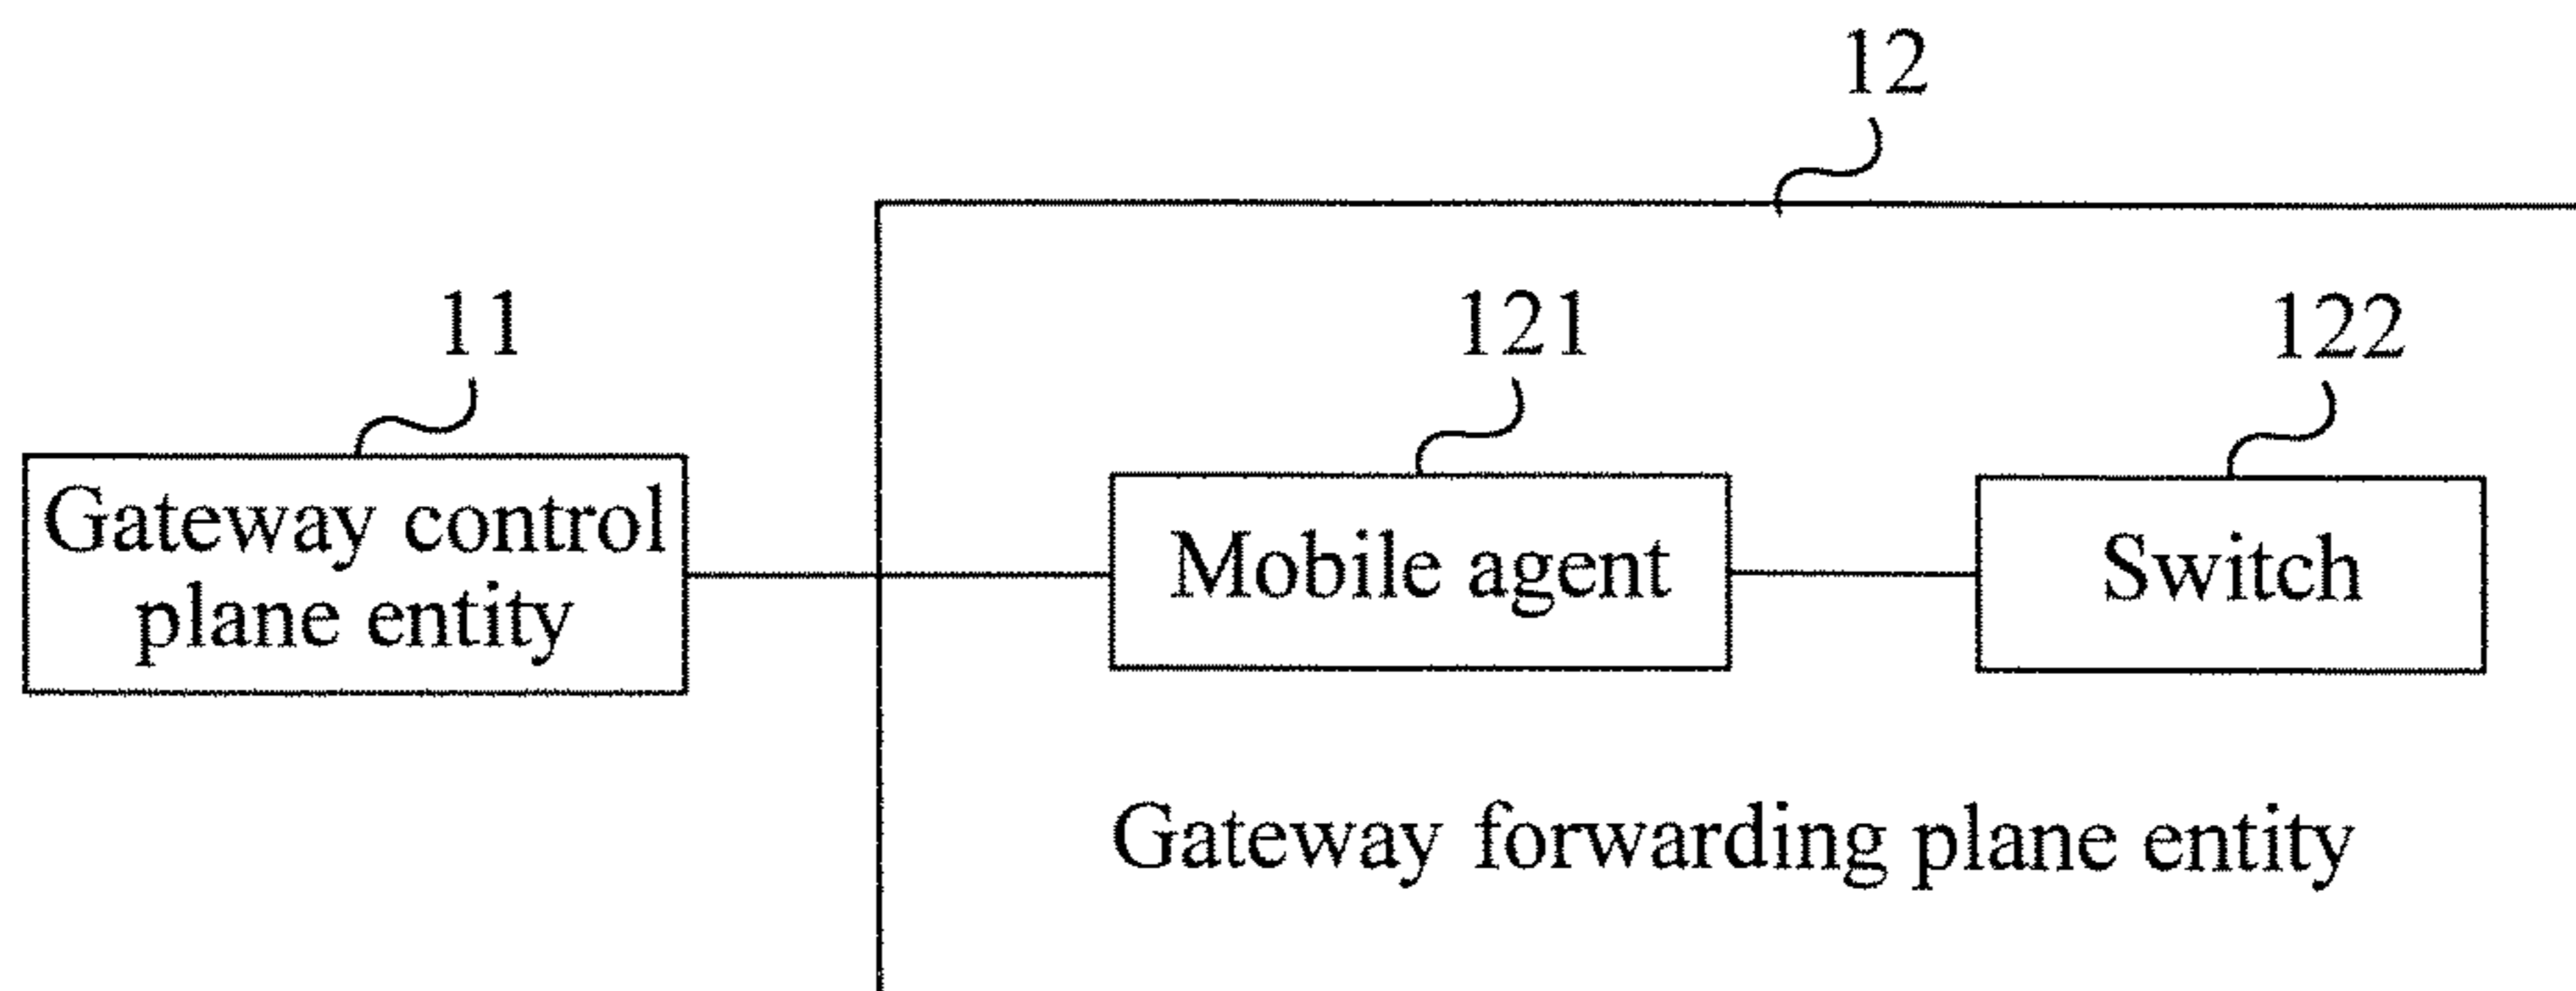 12
11
121
122
Gateway control
plane entity
Mobile agent
Switch
Gateway forwarding plane entity